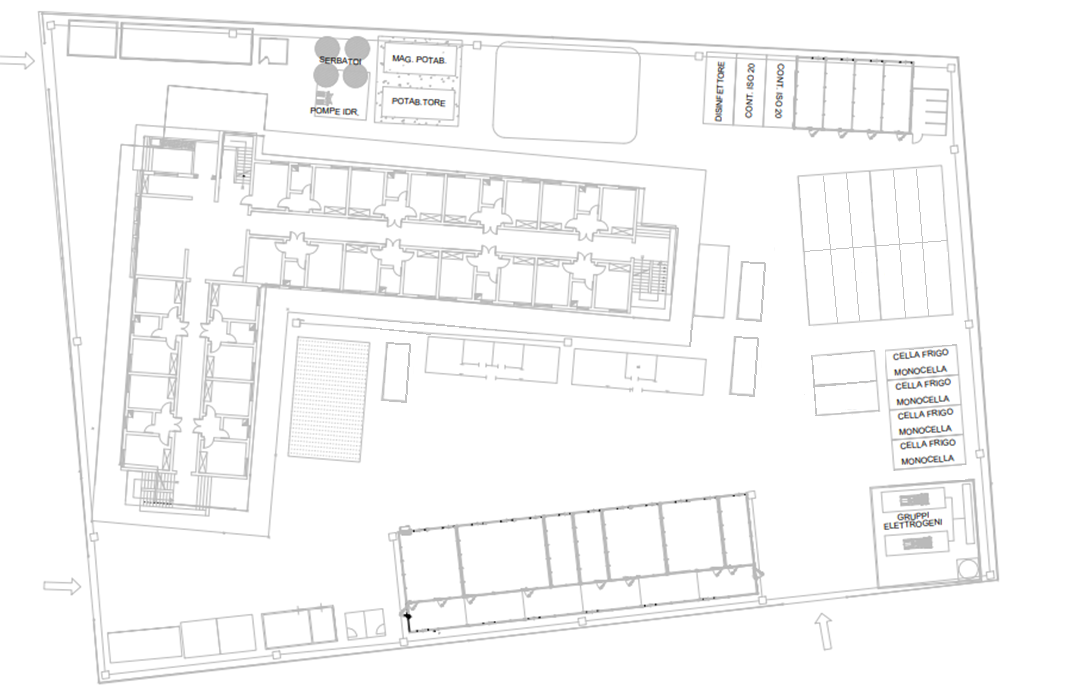 SERBATOI
POMPE IDR.
MAG. POTAB.
POTAB.TORE
DISINFETTORE
CONT. ISO 20
CONT. ISO 20
CELLA FRIGO
MONOCELLA
CELLA FRIGO
MONOCELLA
CELLA FRIGO
MONOCELLA
CELLA FRIGO
MONOCELLA
GRUPPI
ELETTROGENI